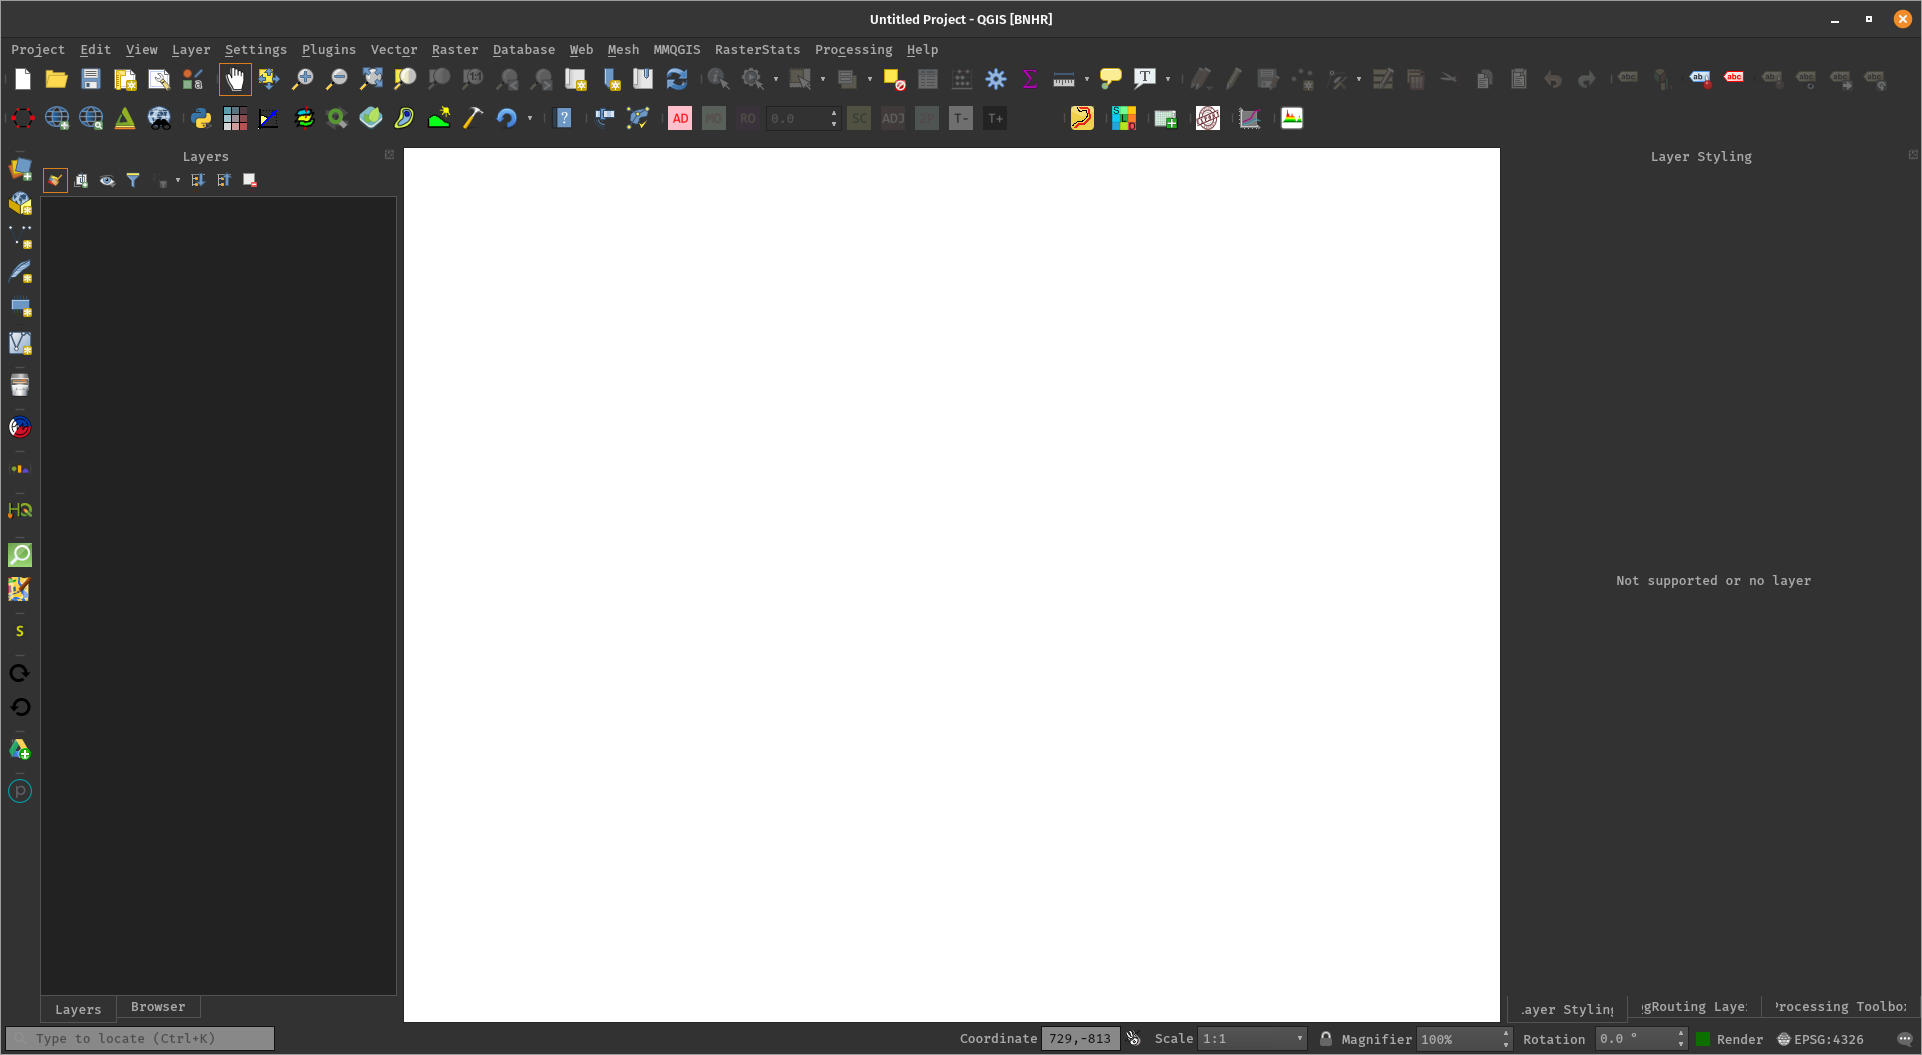 Untitled Project - QGIS [BNHR]
Project Edit View Layer Settings Plugins Vector Raster Database Web Mesh MMQGIS RasterStats Processing Help
AD MO RO 0.0 SC ADJ 2P T- T+
Layers
Layer Styling
HQ
Not supported or no layer
S
p
Layers Browser
.ayer Styling gRouting Laye: rocessing Toolbo:
Type to locate (Ctrl+K)
Coordinate 729,-813 Scale 1:1 Magnifier 100% Rotation 0.0 ° Render EPSG:4326